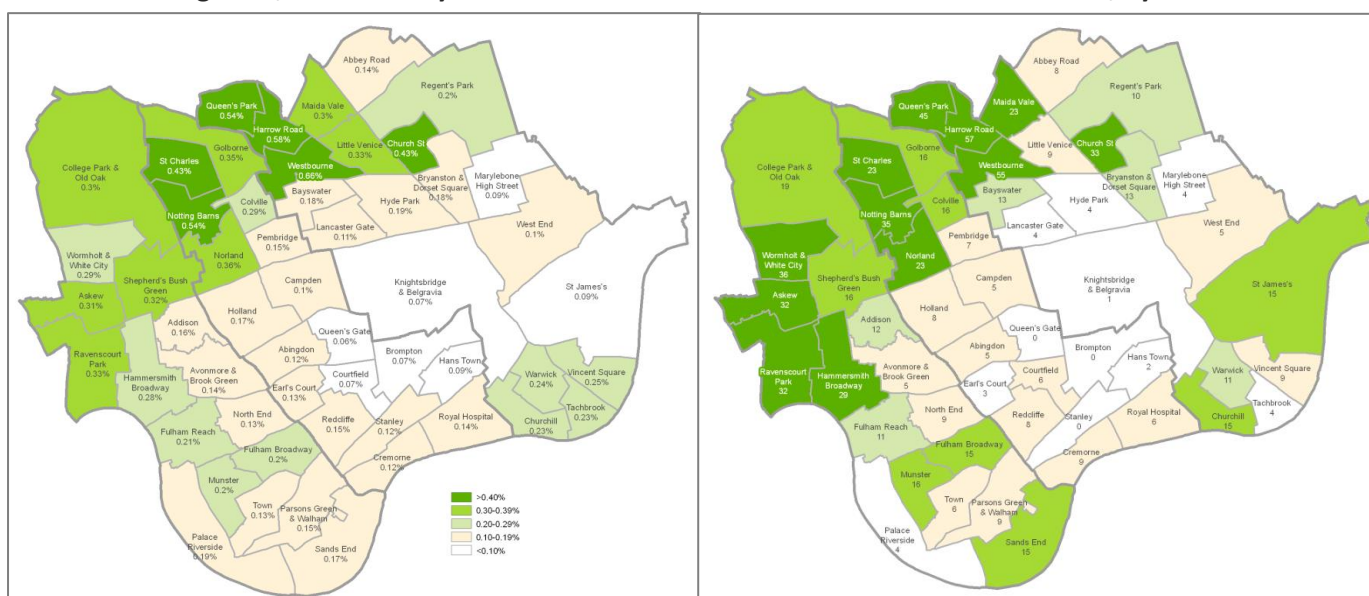 Abbey Road
0.14%
Regent's Park
0.2%
Maida Vale
0.3%
Queen's Park
0.54%
Harrow Road
0.58%
Church St
0.43%
Little Venice
0.33%
Golborne
0.35%
St Charles
0.43%
Westbourne
0.66%
College Park &
Old Oak
0.3%
Bryanston &
Dorset Square
0.18%
Marylebone
High Street
0.09%
Bayswater
0.18%
Hyde Park
0.19%
Colville
0.29%
Notting Barns
0.54%
Lancaster Gate
0.11%
West End
0.1%
Pembridge
0.15%
Norland
0.36%
Wormholt &
White City
0.29%
Shepherd's Bush
Green
0.32%
Campden
0.1%
Knightsbridge
& Belgravia
0.07%
St James's
0.09%
Askew
0.31%
Holland
0.17%
Addison
0.16%
Queen's Gate
0.06%
Abingdon
0.12%
Brompton
0.07%
Hans Town
0.09%
Ravenscourt
Park
0.33%
Avonmore &
Brook Green
0.14%
Courtfield
0.07%
Warwick
0.24%
Vincent Square
0.25%
Hammersmith
Broadway
0.28%
Earl's Court
0.13%
Tachbrook
0.23%
North End
0.13%
Redcliffe
0.15%
Stanley
0.12%
Royal Hospital
0.14%
Churchill
0.23%
Fulham Reach
0.21%
Fulham Broadway
0.2%
Cremorne
0.12%
Munster
0.2%
Town
0.13%
Parsons Green
& Walham
0.15%
Palace
Riverside
0.19%
Sands End
0.17%
>0.40%
0.30-0.39%
0.20-0.29%
0.10-0.19%
<0.10%
Abbey Road
8
Regent's Park
10
Maida Vale
23
Queen's Park
45
Harrow Road
57
Church St
33
Little Venice
9
Golborne
16
St Charles
23
Westbourne
55
College Park &
Old Oak
19
Bryanston &
Dorset Square
13
Marylebone
High Street
4
Bayswater
13
Hyde Park
4
Colville
16
Notting Barns
35
Lancaster Gate
4
West End
5
Pembridge
7
Norland
23
Wormholt &
White City
36
Shepherd's Bush
Green
16
Campden
5
Knightsbridge
& Belgravia
1
St James's
15
Askew
32
Holland
8
Addison
12
Queen's Gate
0
Abingdon
5
Brompton
0
Hans Town
2
Ravenscourt
Park
32
Avonmore &
Brook Green
5
Courtfield
6
Warwick
11
Vincent Square
9
Hammersmith
Broadway
29
Earl's Court
3
Tachbrook
4
North End
9
Redcliffe
8
Stanley
0
Royal Hospital
6
Churchill
15
Fulham Reach
11
Fulham Broadway
15
Cremorne
9
Munster
16
Town
Parsons Green
& Walham
9
Palace
Riverside
4
Sands End
15